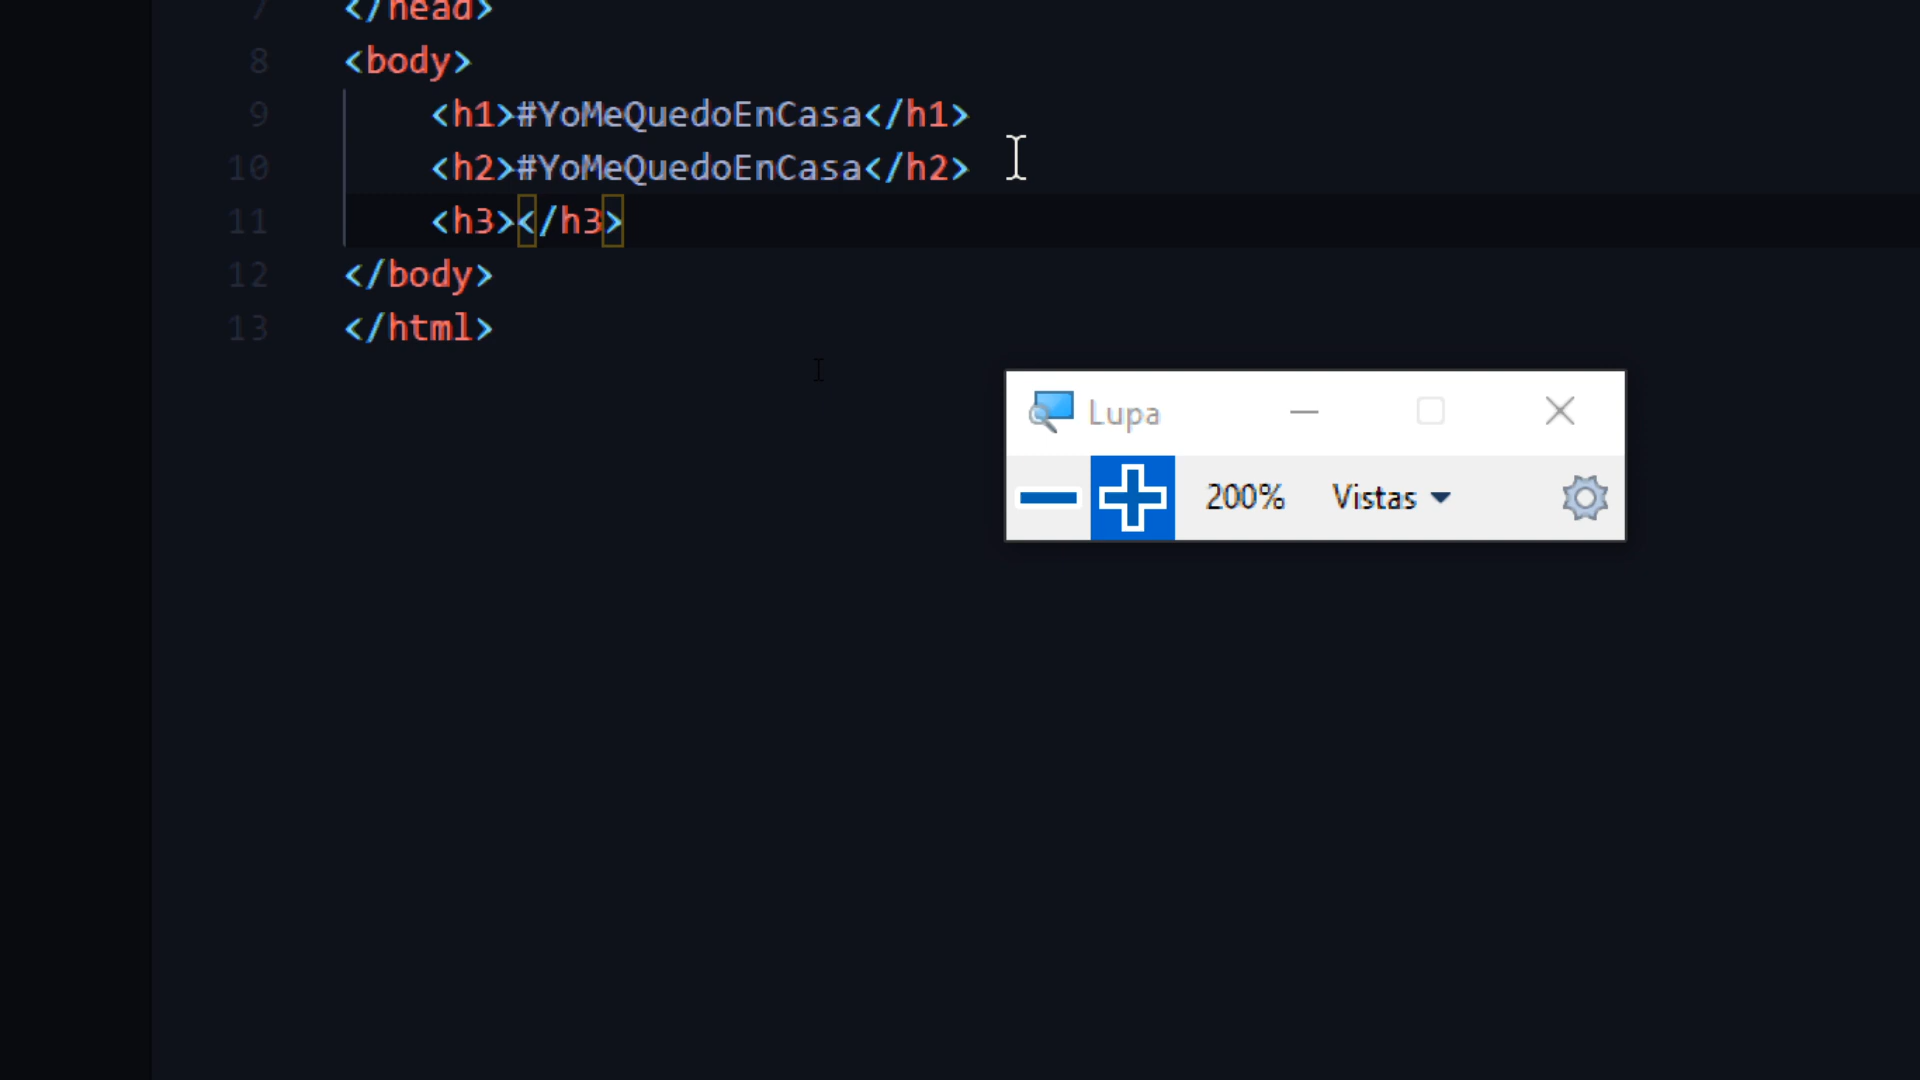 7 </head>
8 <body>
9 <h1>#YoMeQuedoEnCasa</h1>
10 <h2>#YoMeQuedoEnCasa</h2>
11 <h3></h3>
12 </body>
13 </html>
Lupa
200% Vistas